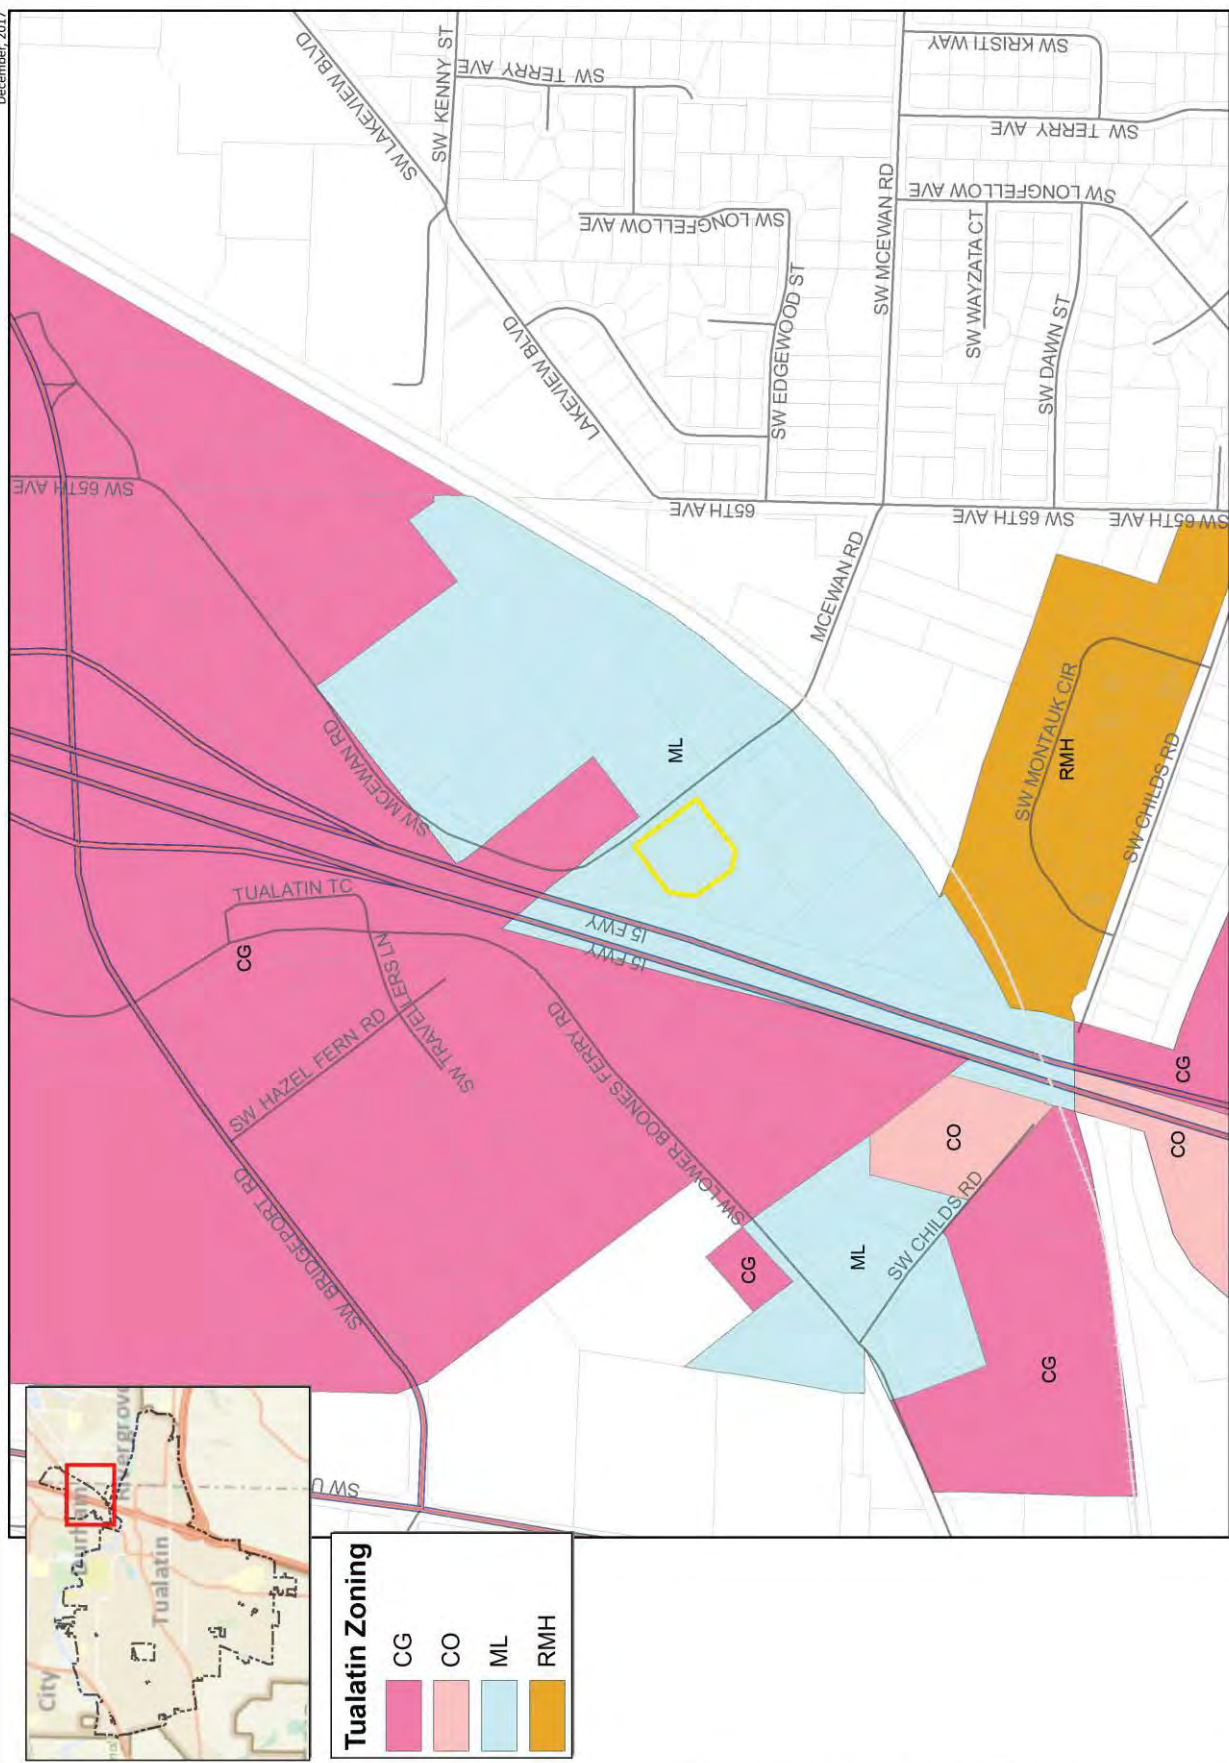 December, 2017
SW LAKEVIEW BLVD
SW KENNY ST
SW TERRY AVE
SW KRISTI WAY
SW TERRY AVE
SW LONGFELLOW AVE
SW MCEWAN RD
SW LONGFELLOW AVE
SW WAYZATA CT
SW EDGEWOOD ST
SW DAWN ST
LAKEVIEW BLVD
SW 65TH AVE
65TH AVE
SW 65TH AVE
SW 65TH AVE
MCEWAN RD
SW MCEWAN RD
ML
SW MONTAUK CIR
RMH
SW CHILDS RD
TUALATIN TC
CG
SW TRAVELLERS LN
SW HAZEL FERN RD
I5 FWY
I5 FWY
SW LOWER BOONES FERRY RD
SW BRIDGEPORT RD
CO
CG
CO
SW CHILDS RD
ML
CG
CG
SW U
City
Durham
Rivergrove
Tualatin
Tualatin Zoning
CG
CO
ML
RMH